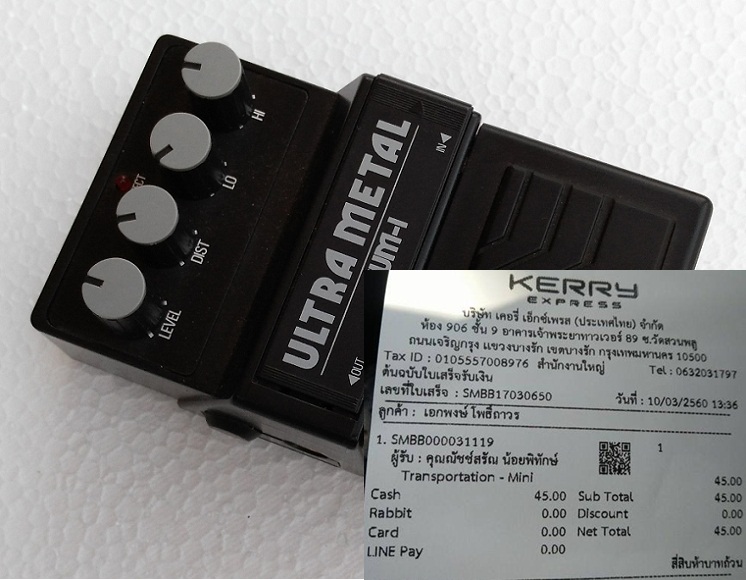 HI
LO
DIST
LEVEL
ULTRA METAL
UM-1
IN
OUT
KERRY
EXPRESS
บริษัท เคอรี่ เอ็กซ์เพรส (ประเทศไทย) จำกัด
ห้อง 906 ชั้น 9 อาคารเจ้าพระยาทาวเวอร์ 89 ซ.วัดสวนพลู
ถนนเจริญกรุง แขวงบางรัก เขตบางรัก กรุงเทพมหานคร 10500
Tax ID : 0105557008976 สำนักงานใหญ่ Tel : 0632031797
ต้นฉบับใบเสร็จรับเงิน
เลขที่ใบเสร็จ : SMBB17030650 วันที่ : 10/03/2560 13:36
ลูกค้า : เอกพงษ์ โพธิ์ถาวร
1. SMBB000031119 1
ผู้รับ : คุณณัชช์สรัณ น้อยพิทักษ์
Transportation - Mini 45.00
Cash 45.00 Sub Total 45.00
Rabbit 0.00 Discount 0.00
Card 0.00 Net Total 45.00
LINE Pay 0.00
สี่สิบห้าบาทถ้วน